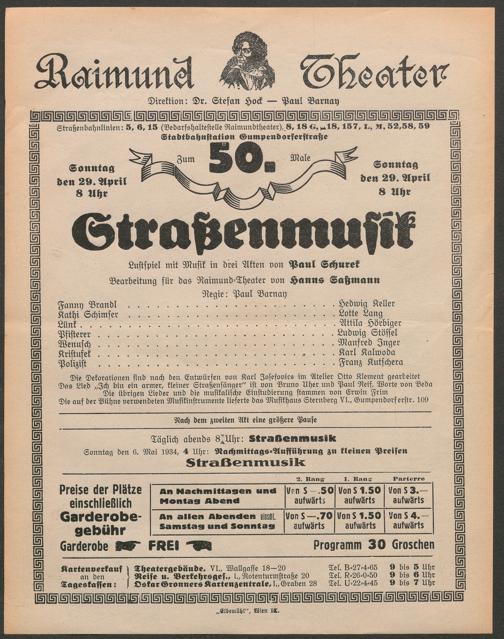 Raimund Theater
Direktion: Dr. Stefan Hock — Paul Barnay
Straßenbahnlinien: 5, 6, 15 (Bedarfshaltestelle Raimundtheater), 8, 18 G, 18, 157, L, M, 52, 58, 59
Stadtbahnstation Gumpendorferstraße
Sonntag den 29. April 8 Uhr
Zum 50. Male
Sonntag den 29. April 8 Uhr
Straßenmusik
Lustspiel mit Musik in drei Akten von Paul Schurek
Bearbeitung für das Raimund-Theater von Hanns Saßmann
Regie: Paul Barnay
Fanny Brandl Hedwig Keller
Kathi Schimser Lotte Lang
Lünk Attila Hörbiger
Pfisterer Ludwig Stössel
Wenusch Manfred Inger
Kristufek Karl Kalwoda
Polizist Franz Kutschera
Die Dekorationen sind nach den Entwürfen von Karl Josefovics im Atelier Otto Klement gearbeitet
Das Lied „Ich bin ein armer, kleiner Straßensänger" ist von Bruno Uher und Paul Reif, Worte von Beda
Die übrigen Lieder und die musikalische Einstudierung stammen von Erwin Frim
Die auf der Bühne verwendeten Musikinstrumente lieferte das Musikhaus Sternberg VI., Gumpendorferstr. 109
Nach dem zweiten Akt eine größere Pause
Täglich abends 8 Uhr: Straßenmusik
Sonntag den 6. Mai 1934, 4 Uhr: Nachmittags-Aufführung zu kleinen Preisen
Straßenmusik
Preise der Plätze
einschließlich
Garderobe-
gebühr
2. Rang 1. Rang Parterre
An Nachmittagen und Montag Abend Von S —.50 aufwärts Von S 1.50 aufwärts Von S 3.— aufwärts
An allen Abenden einschl. Samstag und Sonntag Von S —.70 aufwärts Von S 1.50 aufwärts Von S 4.— aufwärts
Garderobe FREI Programm 30 Groschen
Kartenverkauf an den Tageskassen:
Theatergebäude, VI., Wallgasse 18—20 Tel. B-27-4-65 9 bis 5 Uhr
Reise u. Verkehrsges., I., Rotenturmstraße 20 Tel. R-26-0-50 9 bis 6 Uhr
Oskar Bronners Kartenzentrale, I., Graben 28 Tel. U-22-4-45 9 bis 7 Uhr
„Elbemühl", Wien IX.